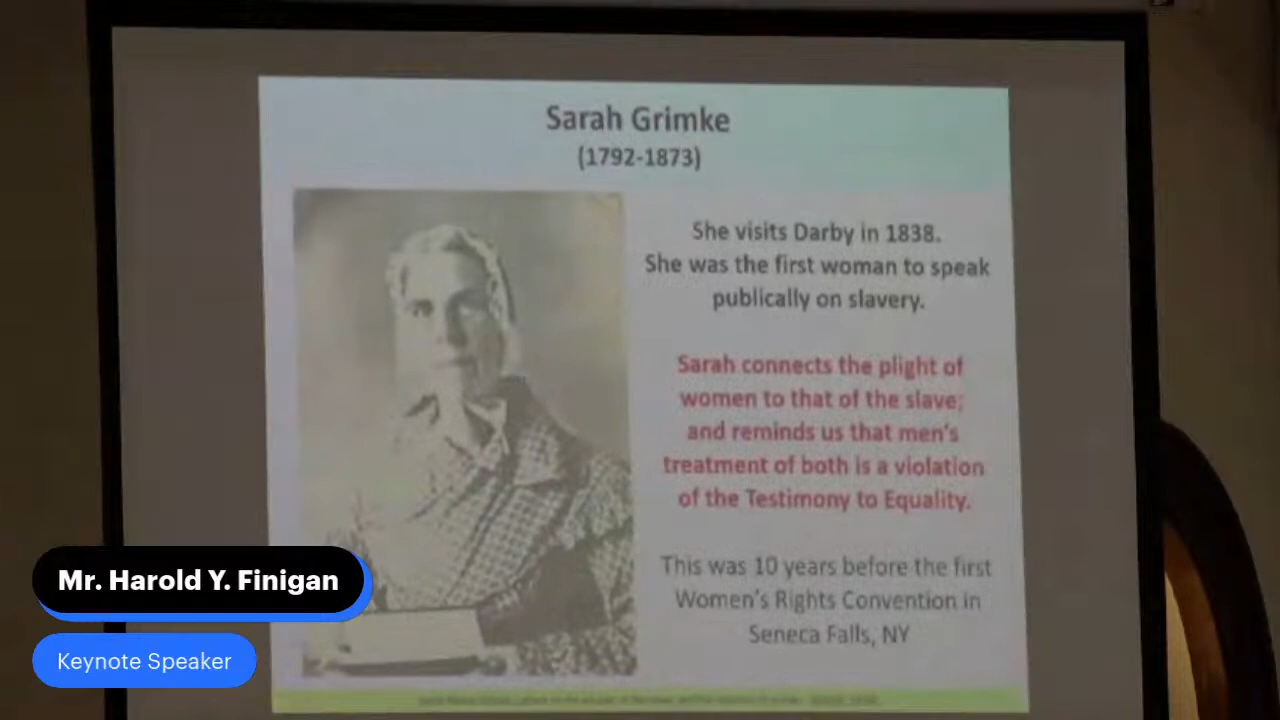 Sarah Grimke
(1792-1873)
She visits Darby in 1838.
She was the first woman to speak
publically on slavery.
Sarah connects the plight of
women to that of the slave;
and reminds us that men's
treatment of both is a violation
of the Testimony to Equality.
This was 10 years before the first
Women's Rights Convention in
Seneca Falls, NY
Mr. Harold Y. Finigan
Keynote Speaker